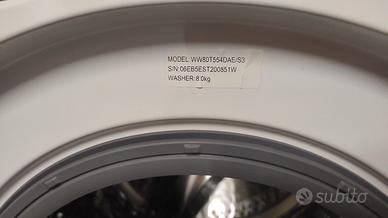 MODEL: WW80T554DAE/S3
S/N: 06EB5EST200851W
WASHER: 8.0kg
subito